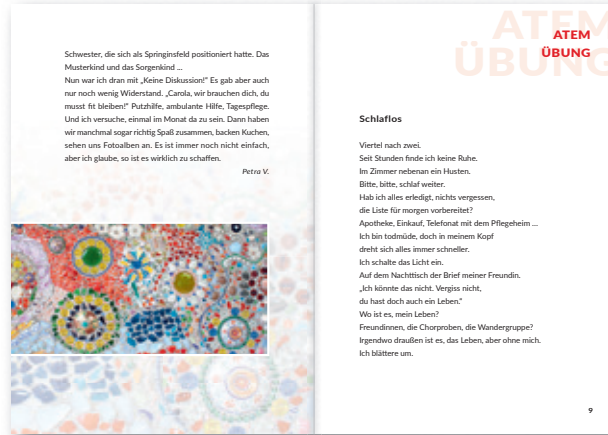 Schwester, die sich als Springinsfeld positioniert hatte. Das
Musterkind und das Sorgenkind ...
Nun war ich dran mit „Keine Diskussion!“ Es gab aber auch
nur noch wenig Widerstand. „Carola, wir brauchen dich, du
musst fit bleiben!“ Putzhilfe, ambulante Hilfe, Tagespflege.
Und ich versuche, einmal im Monat da zu sein. Dann haben
wir manchmal sogar richtig Spaß zusammen, backen Kuchen,
sehen uns Fotoalben an. Es ist immer noch nicht einfach,
aber ich glaube, so ist es wirklich zu schaffen.
Petra V.
ATEM
ÜBUNG
ATEM
ÜBUNG
Schlaflos
Viertel nach zwei.
Seit Stunden finde ich keine Ruhe.
Im Zimmer nebenan ein Husten.
Bitte, bitte, schlaf weiter.
Hab ich alles erledigt, nichts vergessen,
die Liste für morgen vorbereitet?
Apotheke, Einkauf, Telefonat mit dem Pflegeheim ...
Ich bin todmüde, doch in meinem Kopf
dreht sich alles immer schneller.
Ich schalte das Licht ein.
Auf dem Nachttisch der Brief meiner Freundin.
„Ich könnte das nicht. Vergiss nicht,
du hast doch auch ein Leben.“
Wo ist es, mein Leben?
Freundinnen, die Chorproben, die Wandergruppe?
Irgendwo draußen ist es, das Leben, aber ohne mich.
Ich blättere um.
9